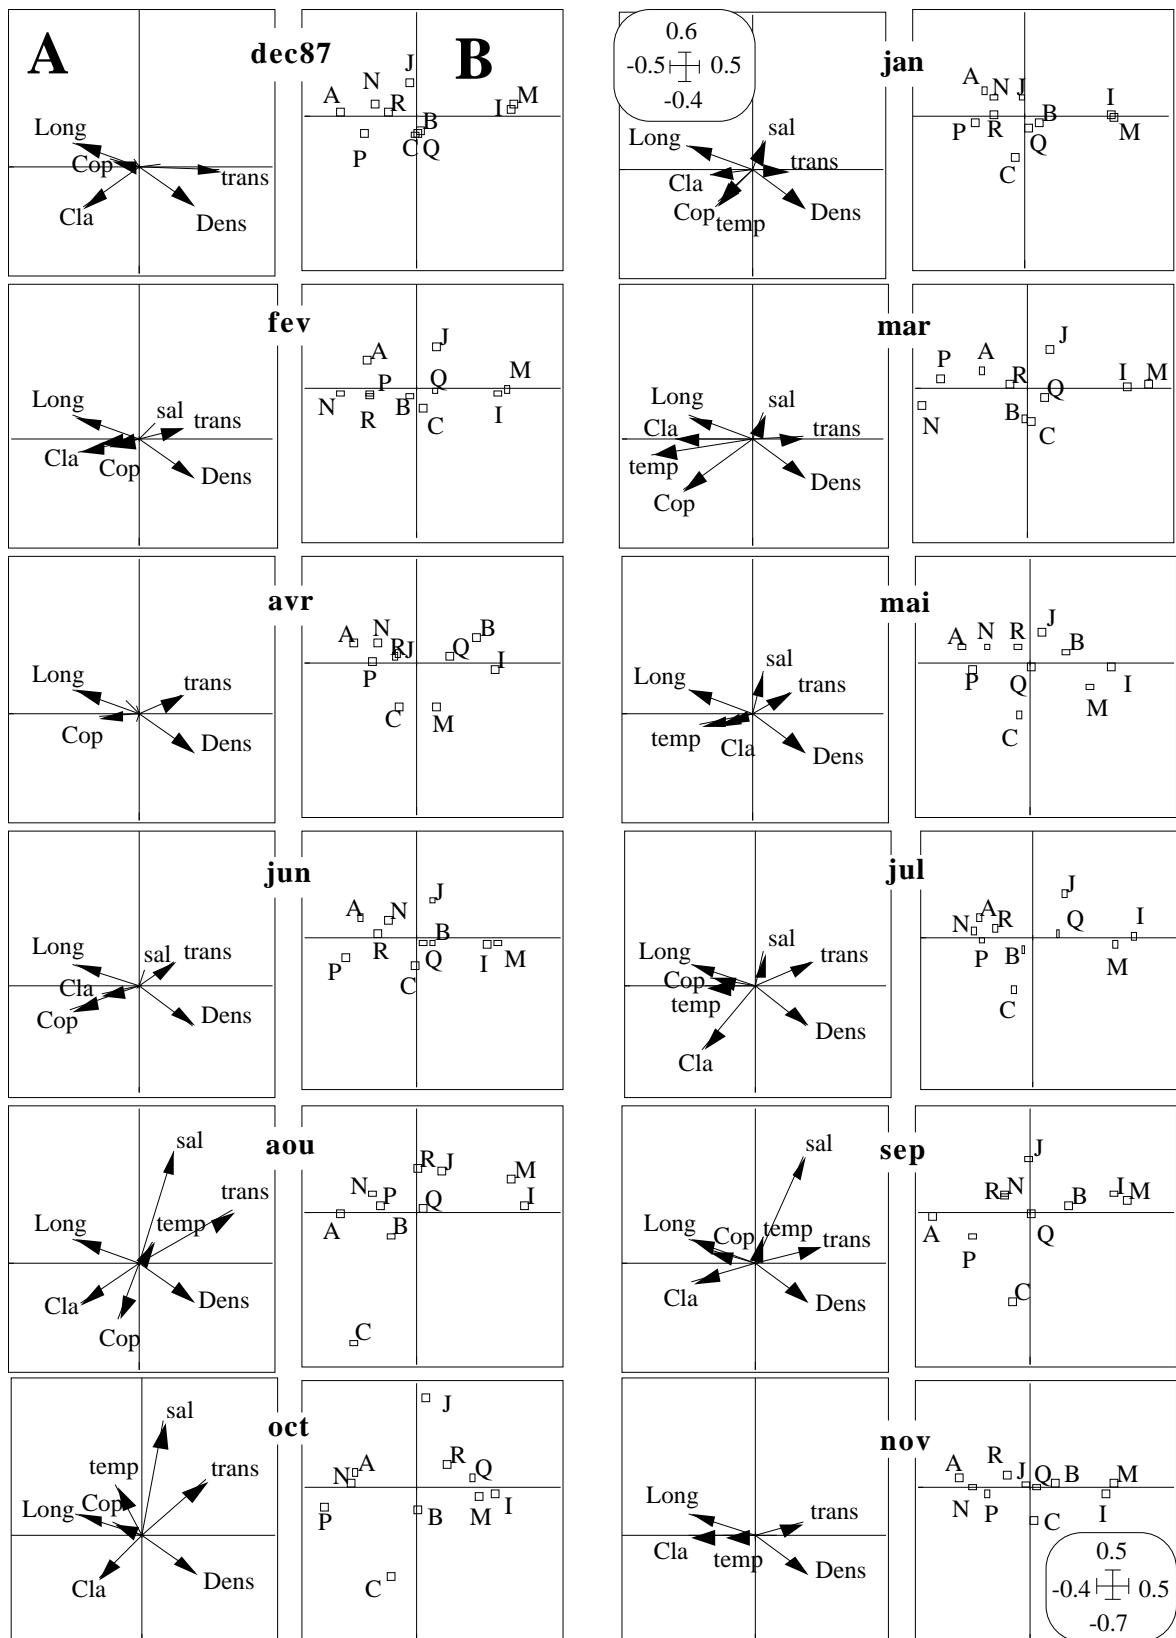 A
dec87
B
Long
Cop
Cla
trans
Dens
J
N
A
R
M
I
B
P
C
Q
0.6
-0.5
0.5
-0.4
jan
Long
sal
trans
Cla
Cop
temp
Dens
A
N
J
I
B
P
R
M
Q
C
fev
Long
sal
trans
Cla
Cop
Dens
J
A
M
P
Q
N
R
B
C
I
mar
Long
sal
Cla
trans
temp
Cop
Dens
J
P
A
R
I
M
Q
N
B
C
avr
Long
trans
Cop
Dens
A
N
R
J
B
Q
I
P
C
M
mai
Long
sal
trans
temp
Cla
Dens
J
A
N
R
B
P
Q
I
M
C
jun
Long
sal
trans
Cla
Cop
Dens
J
A
N
R
B
P
Q
I
M
C
jul
Long
sal
trans
Cop
temp
Cla
Dens
J
A
N
R
Q
I
P
B
M
C
aou
sal
trans
Long
temp
Cla
Cop
Dens
R
J
M
N
P
Q
I
A
B
C
sep
sal
Long
Cop
temp
trans
Cla
Dens
J
R
N
B
I
M
A
Q
P
C
oct
sal
temp
trans
Long
Cop
Cla
Dens
J
A
N
R
Q
P
B
M
I
C
nov
Long
trans
Cla
temp
Dens
A
R
J
Q
B
M
N
P
C
I
0.5
-0.4
0.5
-0.7